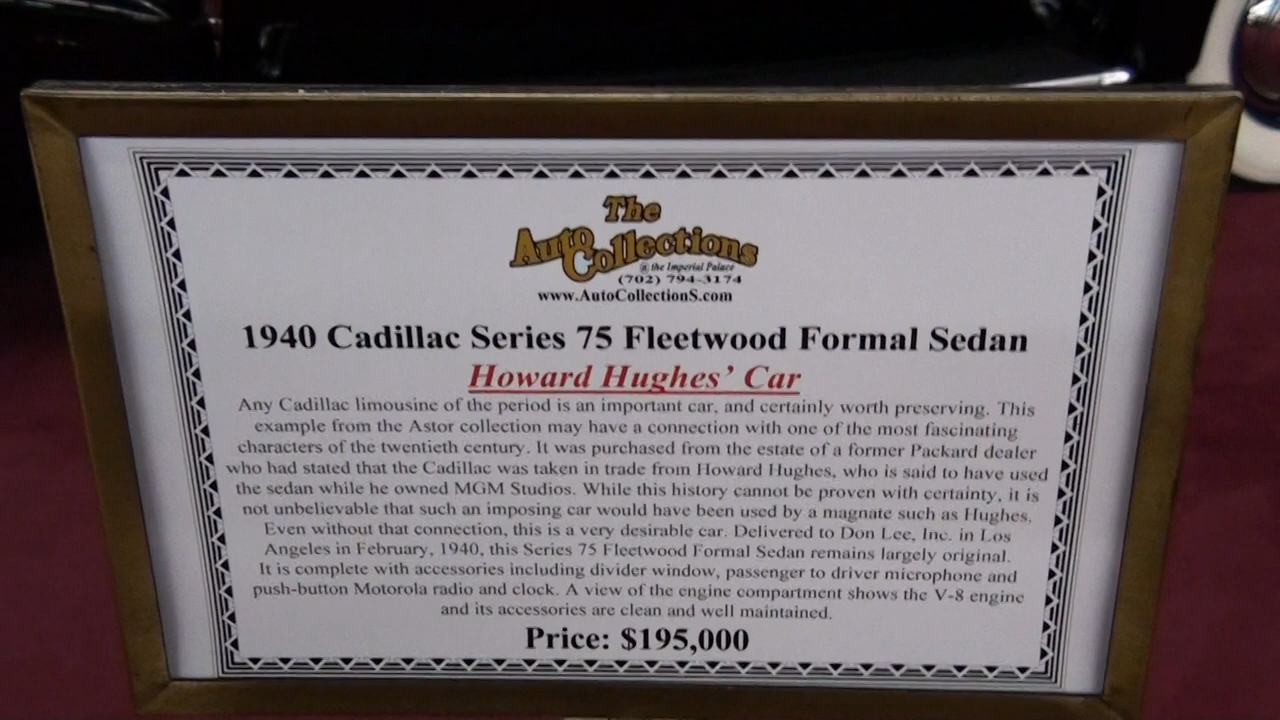 The
Auto Collections
@ the Imperial Palace
(702) 794-3174
www.AutoCollectionS.com
1940 Cadillac Series 75 Fleetwood Formal Sedan
Howard Hughes' Car
Any Cadillac limousine of the period is an important car, and certainly worth preserving. This
example from the Astor collection may have a connection with one of the most fascinating
characters of the twentieth century. It was purchased from the estate of a former Packard dealer
who had stated that the Cadillac was taken in trade from Howard Hughes, who is said to have used
the sedan while he owned MGM Studios. While this history cannot be proven with certainty, it is
not unbelievable that such an imposing car would have been used by a magnate such as Hughes.
Even without that connection, this is a very desirable car. Delivered to Don Lee, Inc. in Los
Angeles in February, 1940, this Series 75 Fleetwood Formal Sedan remains largely original.
It is complete with accessories including divider window, passenger to driver microphone and
push-button Motorola radio and clock. A view of the engine compartment shows the V-8 engine
and its accessories are clean and well maintained.
Price: $195,000